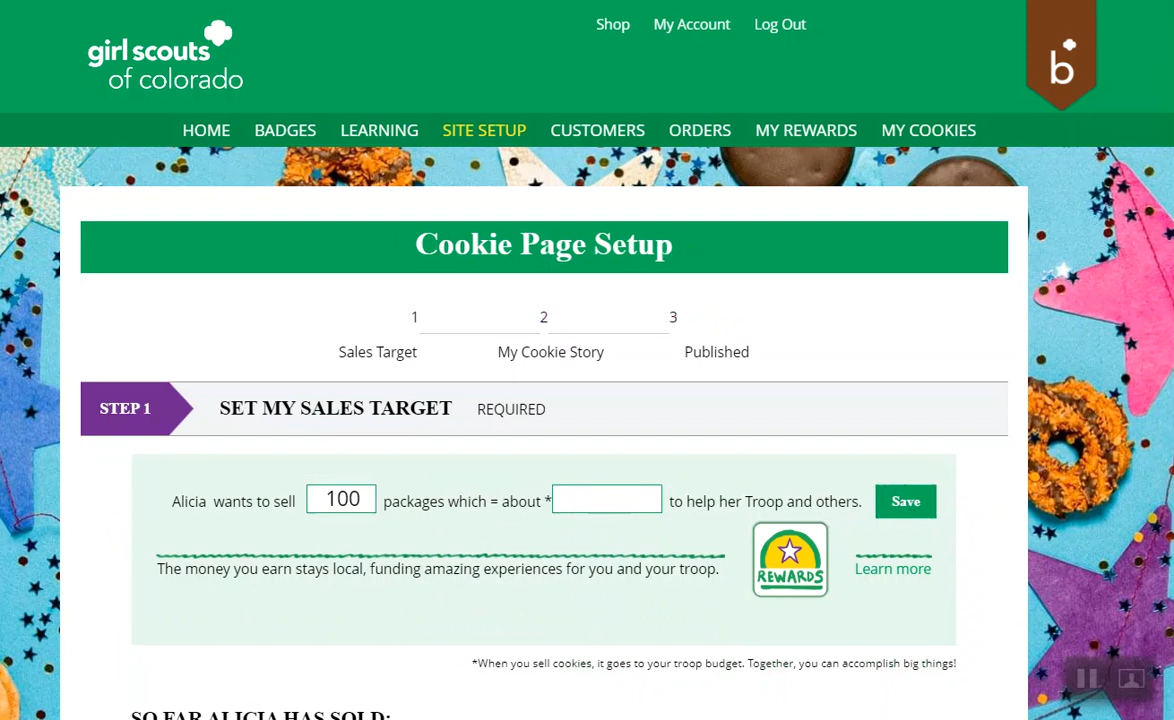 Shop My Account Log Out
girl scouts
of colorado
b
HOME BADGES LEARNING SITE SETUP CUSTOMERS ORDERS MY REWARDS MY COOKIES
Cookie Page Setup
1 2 3
Sales Target My Cookie Story Published
STEP 1 SET MY SALES TARGET REQUIRED
Alicia wants to sell 100 packages which = about * to help her Troop and others. Save
REWARDS
The money you earn stays local, funding amazing experiences for you and your troop. Learn more
*When you sell cookies, it goes to your troop budget. Together, you can accomplish big things!
SO FAR ALICIA HAS SOLD: